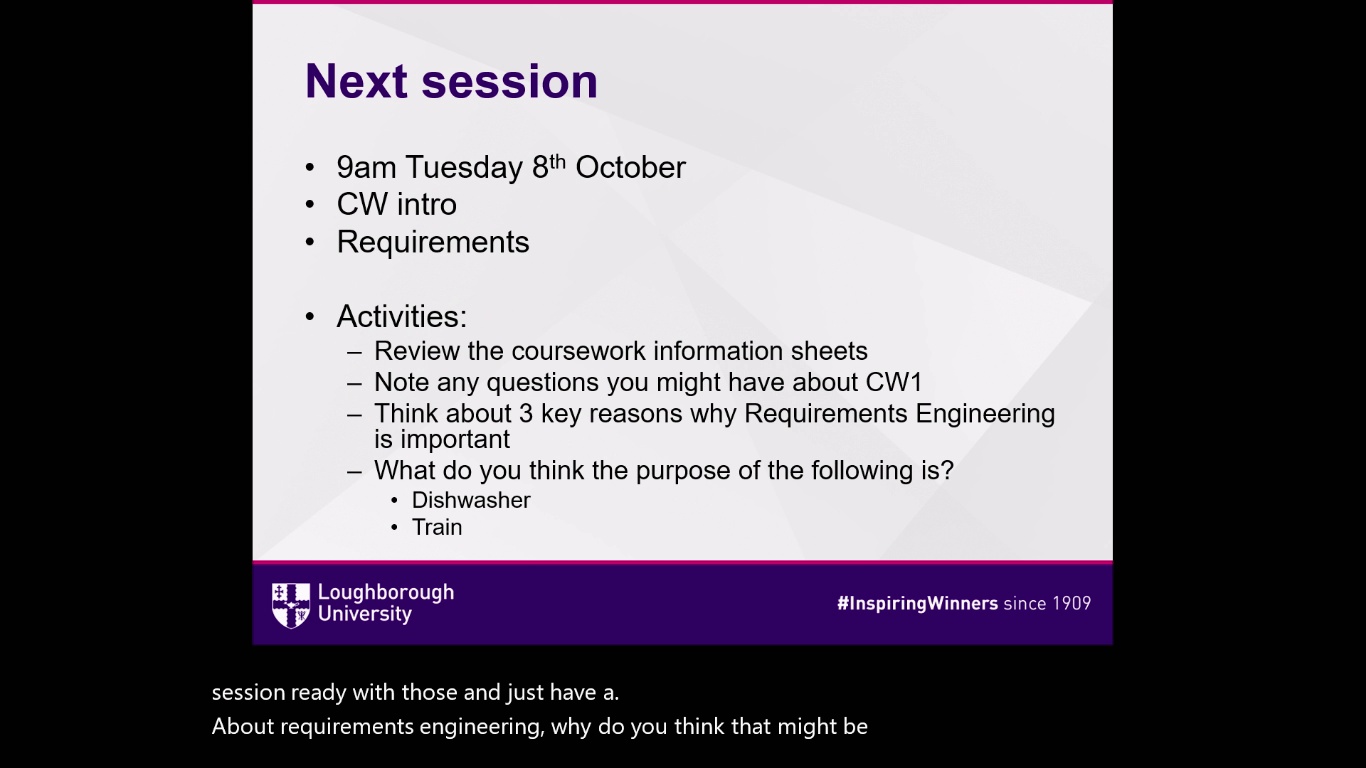 Next session
• 9am Tuesday 8th October
• CW intro
• Requirements
• Activities:
– Review the coursework information sheets
– Note any questions you might have about CW1
– Think about 3 key reasons why Requirements Engineering
is important
– What do you think the purpose of the following is?
• Dishwasher
• Train
Loughborough
University
#InspiringWinners since 1909
session ready with those and just have a.
About requirements engineering, why do you think that might be